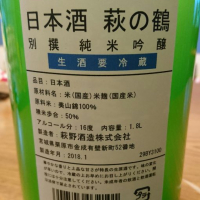 日本酒 萩の鶴
別撰 純米吟醸
生酒要冷蔵
品目：日本酒
原材料名：米(国産) 米麹(国産米)
原料米：美山錦100%
精米歩合：50%
アルコール分：16度 内容量：1.8L
製造者：萩野酒造株式会社
宮城県栗原市金成有壁新町52番地
製造年月：2018.1